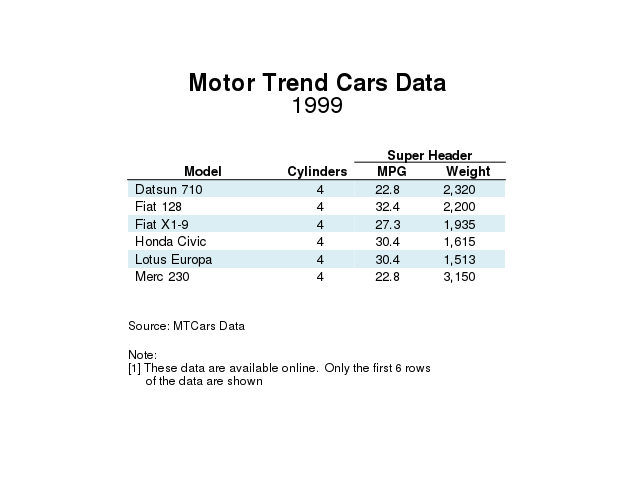 Motor Trend Cars Data
1999
Super Header
Model Cylinders MPG Weight
Datsun 710 4 22.8 2,320
Fiat 128 4 32.4 2,200
Fiat X1-9 4 27.3 1,935
Honda Civic 4 30.4 1,615
Lotus Europa 4 30.4 1,513
Merc 230 4 22.8 3,150
Source: MTCars Data
Note:
[1] These data are available online. Only the first 6 rows
of the data are shown